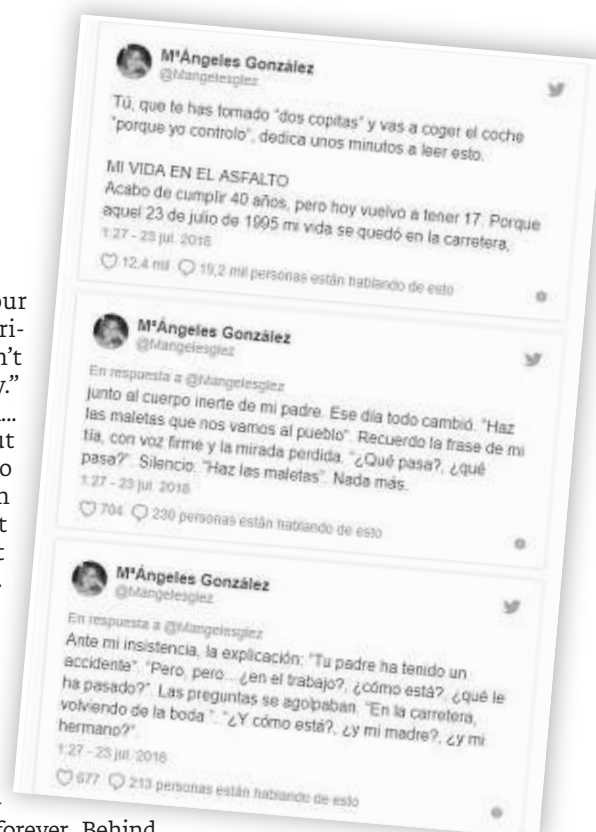 MªÁngeles González
@Mangelesglez
Tú, que te has tomado "dos copitas" y vas a coger el coche
"porque yo controlo", dedica unos minutos a leer esto.
MI VIDA EN EL ASFALTO
Acabo de cumplir 40 años, pero hoy vuelvo a tener 17. Porque
aquel 23 de julio de 1995 mi vida se quedó en la carretera,
1:27 - 23 jul. 2018
12,4 mil 19,2 mil personas están hablando de esto
MªÁngeles González
@Mangelesglez
En respuesta a @Mangelesglez
junto al cuerpo inerte de mi padre. Ese día todo cambió. "Haz
las maletas que nos vamos al pueblo". Recuerdo la frase de mi
tía, con voz firme y la mirada perdida. "¿Qué pasa?, ¿qué
pasa?". Silencio. "Haz las maletas". Nada más.
1:27 - 23 jul. 2018
704 230 personas están hablando de esto
MªÁngeles González
@Mangelesglez
En respuesta a @Mangelesglez
Ante mi insistencia, la explicación: "Tu padre ha tenido un
accidente". "Pero, pero... ¿en el trabajo?, ¿cómo está?, ¿qué le
ha pasado?". Las preguntas se agolpaban. "En la carretera,
volviendo de la boda ". "¿Y cómo está?, ¿y mi madre?, ¿y mi
hermano?".
1:27 - 23 jul. 2018
677 213 personas están hablando de esto
forever. Behind